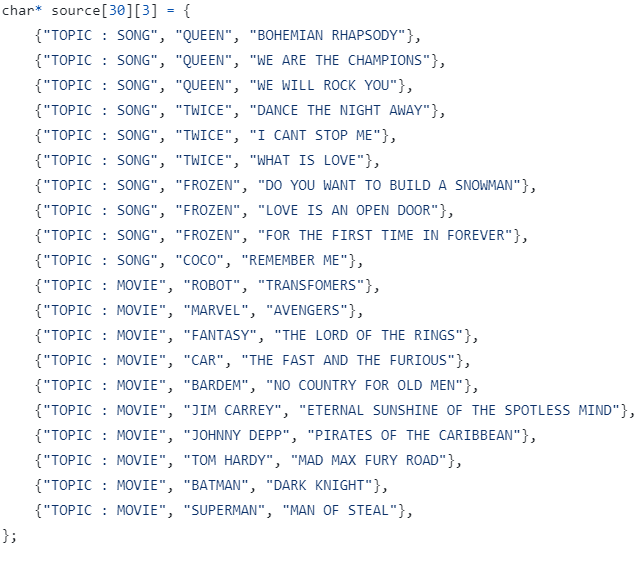 char* source[30][3] = {
    {"TOPIC : SONG", "QUEEN", "BOHEMIAN RHAPSODY"},
    {"TOPIC : SONG", "QUEEN", "WE ARE THE CHAMPIONS"},
    {"TOPIC : SONG", "QUEEN", "WE WILL ROCK YOU"},
    {"TOPIC : SONG", "TWICE", "DANCE THE NIGHT AWAY"},
    {"TOPIC : SONG", "TWICE", "I CANT STOP ME"},
    {"TOPIC : SONG", "TWICE", "WHAT IS LOVE"},
    {"TOPIC : SONG", "FROZEN", "DO YOU WANT TO BUILD A SNOWMAN"},
    {"TOPIC : SONG", "FROZEN", "LOVE IS AN OPEN DOOR"},
    {"TOPIC : SONG", "FROZEN", "FOR THE FIRST TIME IN FOREVER"},
    {"TOPIC : SONG", "COCO", "REMEMBER ME"},
    {"TOPIC : MOVIE", "ROBOT", "TRANSFOMERS"},
    {"TOPIC : MOVIE", "MARVEL", "AVENGERS"},
    {"TOPIC : MOVIE", "FANTASY", "THE LORD OF THE RINGS"},
    {"TOPIC : MOVIE", "CAR", "THE FAST AND THE FURIOUS"},
    {"TOPIC : MOVIE", "BARDEM", "NO COUNTRY FOR OLD MEN"},
    {"TOPIC : MOVIE", "JIM CARREY", "ETERNAL SUNSHINE OF THE SPOTLESS MIND"},
    {"TOPIC : MOVIE", "JOHNNY DEPP", "PIRATES OF THE CARIBBEAN"},
    {"TOPIC : MOVIE", "TOM HARDY", "MAD MAX FURY ROAD"},
    {"TOPIC : MOVIE", "BATMAN", "DARK KNIGHT"},
    {"TOPIC : MOVIE", "SUPERMAN", "MAN OF STEAL"},
};